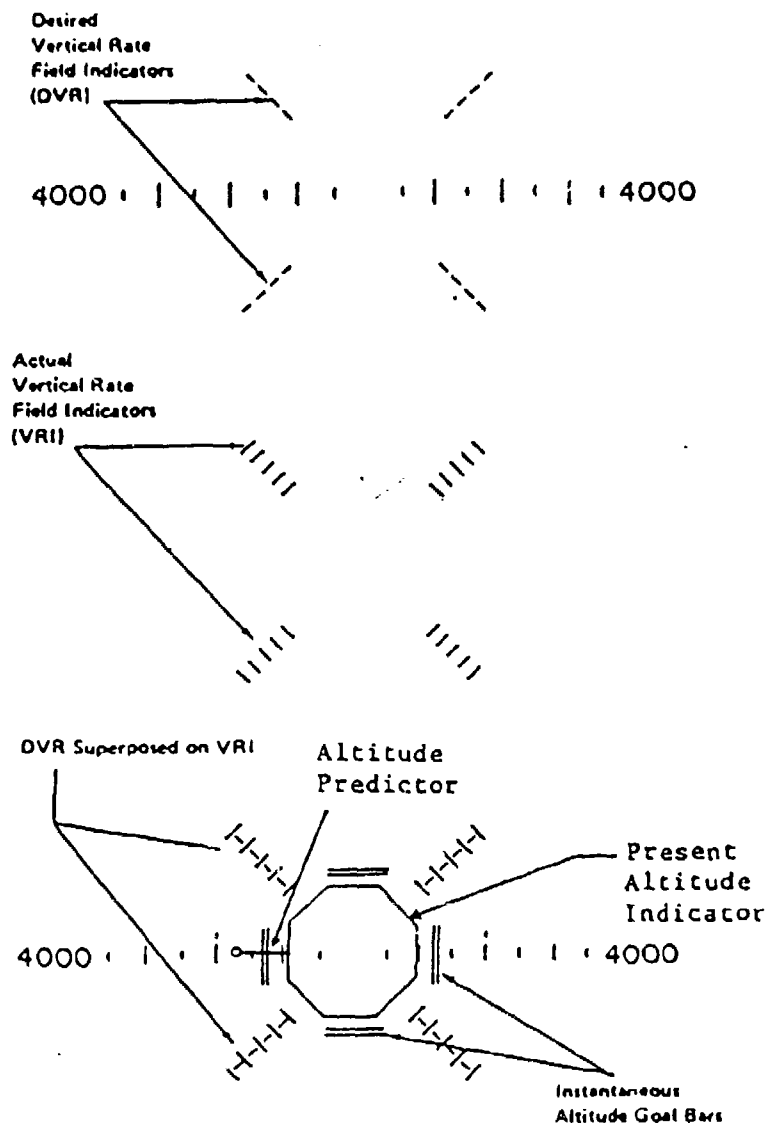 Desired
Vertical Rate
Field Indicators
(DVR)
4000 4000
Actual
Vertical Rate
Field Indicators
(VRI)
DVR Superposed on VRI
Altitude
Predictor
Present
Altitude
Indicator
4000 4000
Instantaneous
Altitude Goal Bars